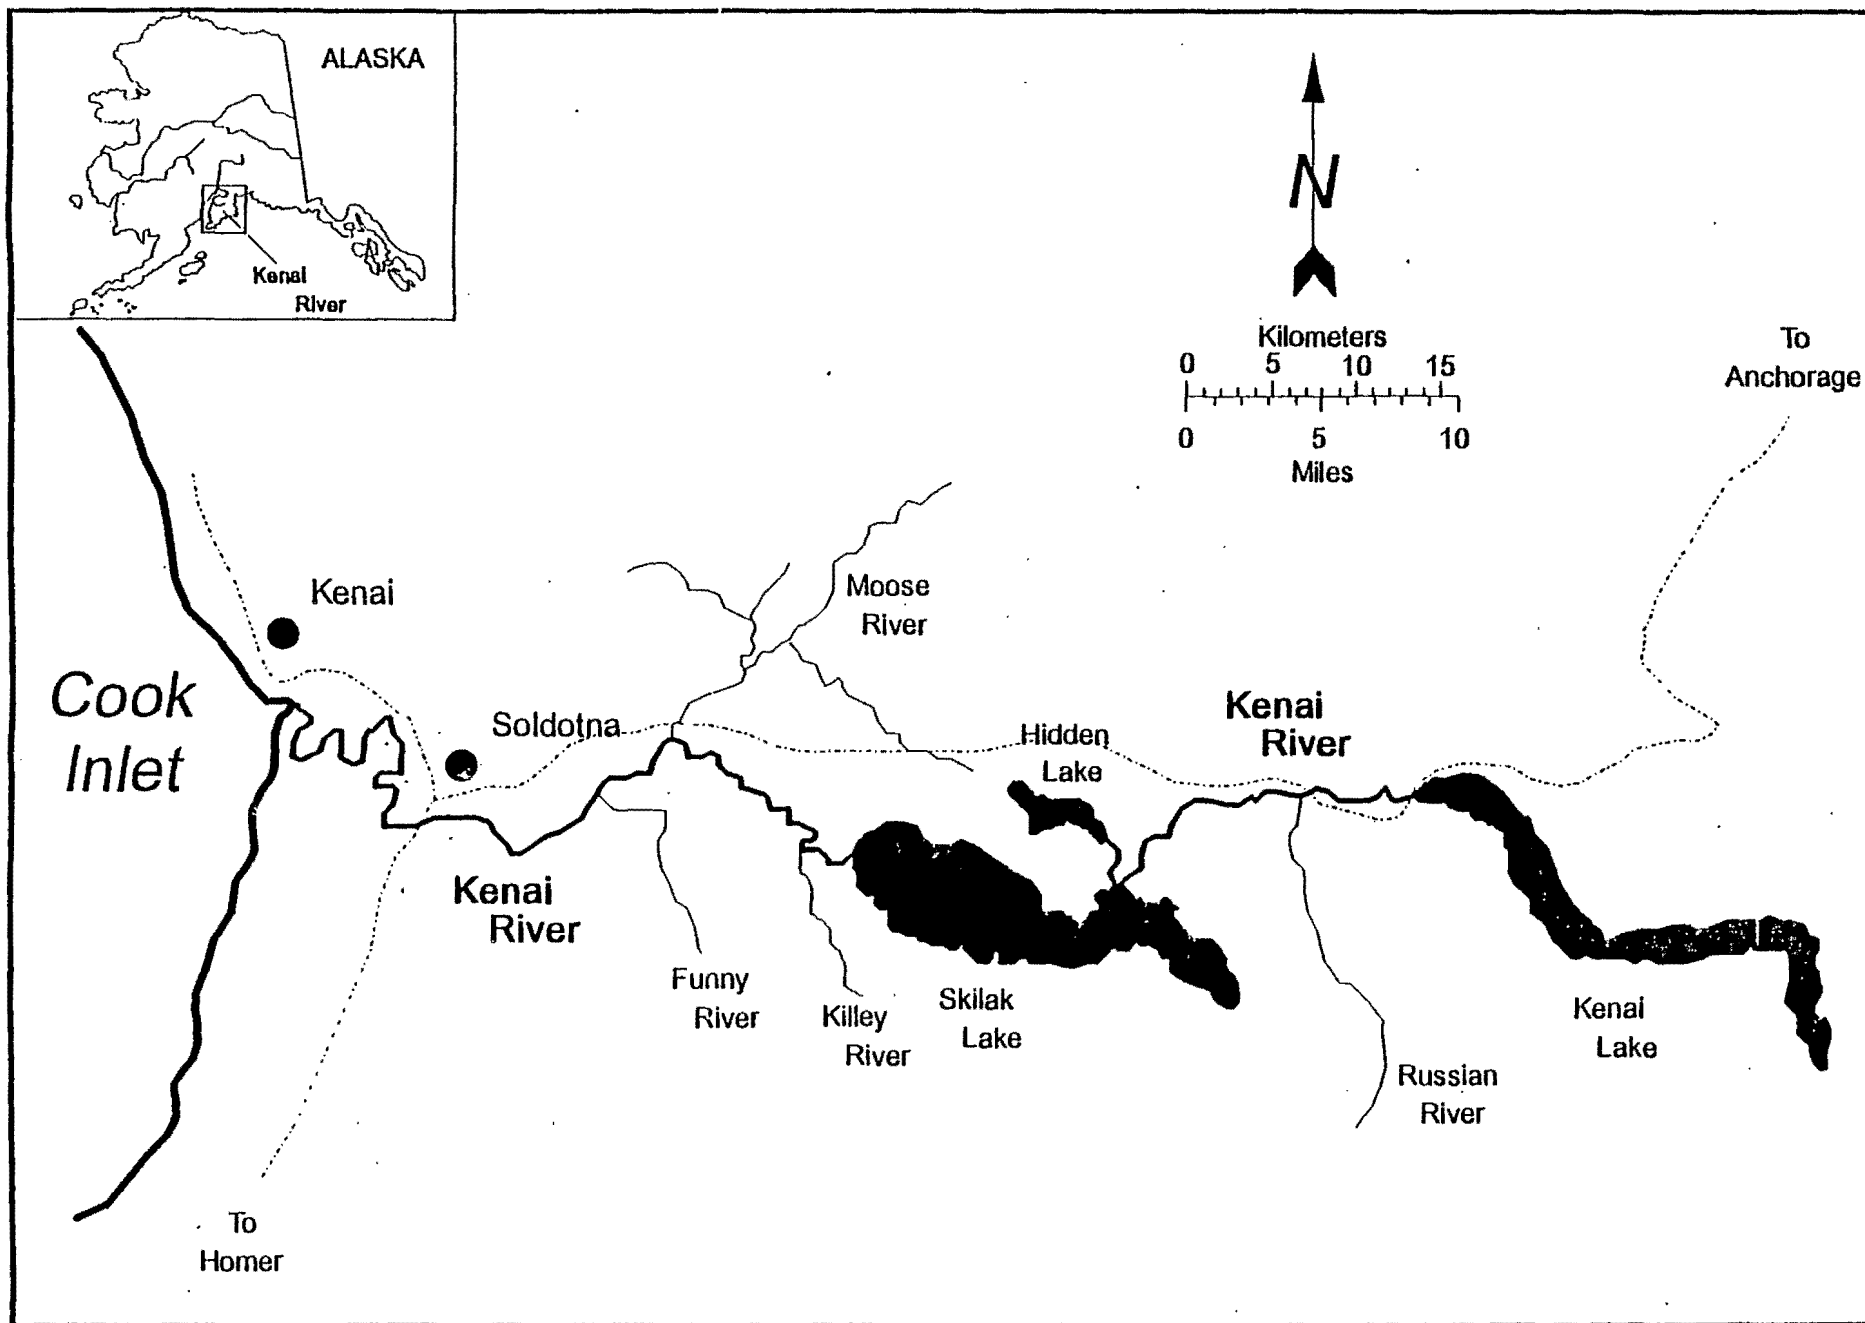 ALASKA
Kenai
River
N
Kilometers
0 5 10 15
0 5 10
Miles
To
Anchorage
Kenai
Moose
River
Cook
Inlet
Soldotna
Hidden
Lake
Kenai
River
Kenai
River
Funny
River
Killey
River
Skilak
Lake
Kenai
Lake
Russian
River
To
Homer